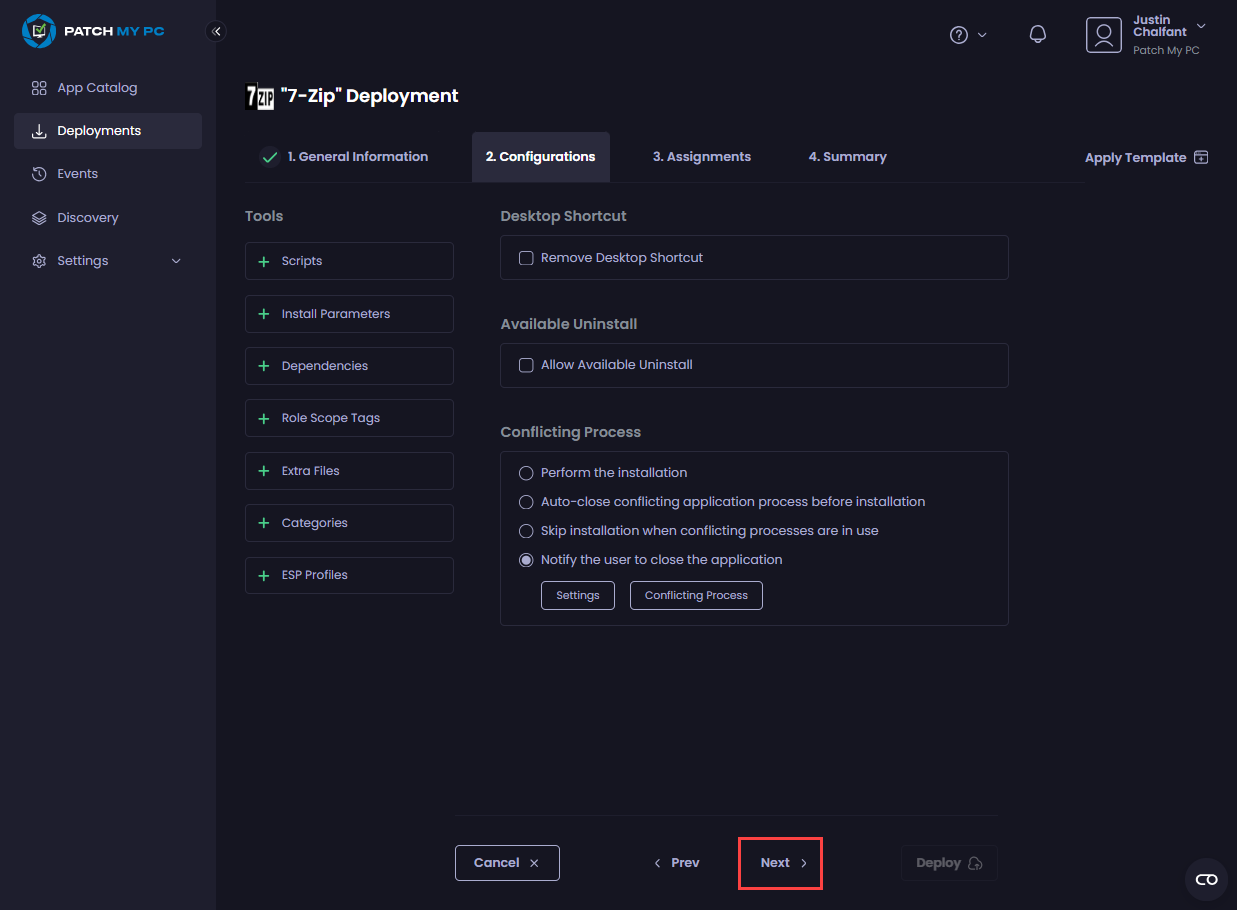 PATCH MY PC
Justin
Chalfant
Patch My PC
App Catalog
Deployments
Events
Discovery
Settings
7 ZIP "7-Zip" Deployment
1. General Information
2. Configurations
3. Assignments
4. Summary
Apply Template
Tools
Scripts
Install Parameters
Dependencies
Role Scope Tags
Extra Files
Categories
ESP Profiles
Desktop Shortcut
Remove Desktop Shortcut
Available Uninstall
Allow Available Uninstall
Conflicting Process
Perform the installation
Auto-close conflicting application process before installation
Skip installation when conflicting processes are in use
Notify the user to close the application
Settings
Conflicting Process
Cancel
Prev
Next
Deploy